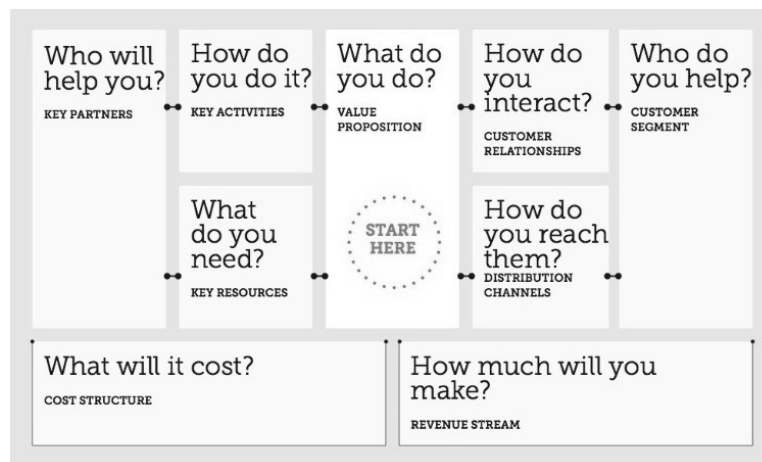 Who will
help you?
KEY PARTNERS
How do
you do it?
KEY ACTIVITIES
What
do you
need?
KEY RESOURCES
What do
you do?
VALUE
PROPOSITION
START
HERE
How do
you
interact?
CUSTOMER
RELATIONSHIPS
How do
you reach
them?
DISTRIBUTION
CHANNELS
Who do
you help?
CUSTOMER
SEGMENT
What will it cost?
COST STRUCTURE
How much will you
make?
REVENUE STREAM